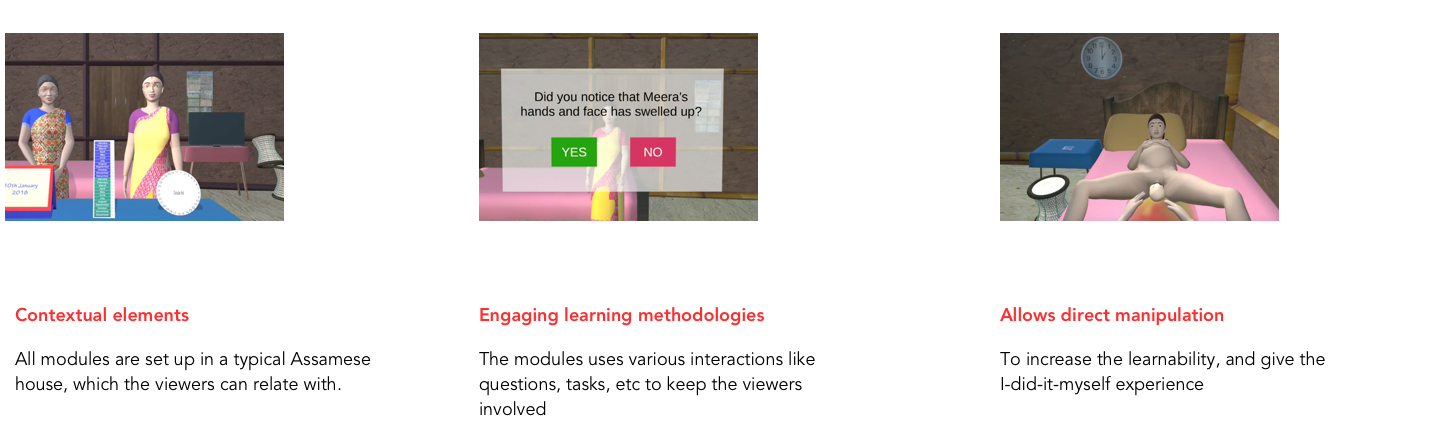 10th January
2018
Did you notice that Meera's
hands and face has swelled up?
YES
NO
Contextual elements
All modules are set up in a typical Assamese
house, which the viewers can relate with.
Engaging learning methodologies
The modules uses various interactions like
questions, tasks, etc to keep the viewers
involved
Allows direct manipulation
To increase the learnability, and give the
I-did-it-myself experience